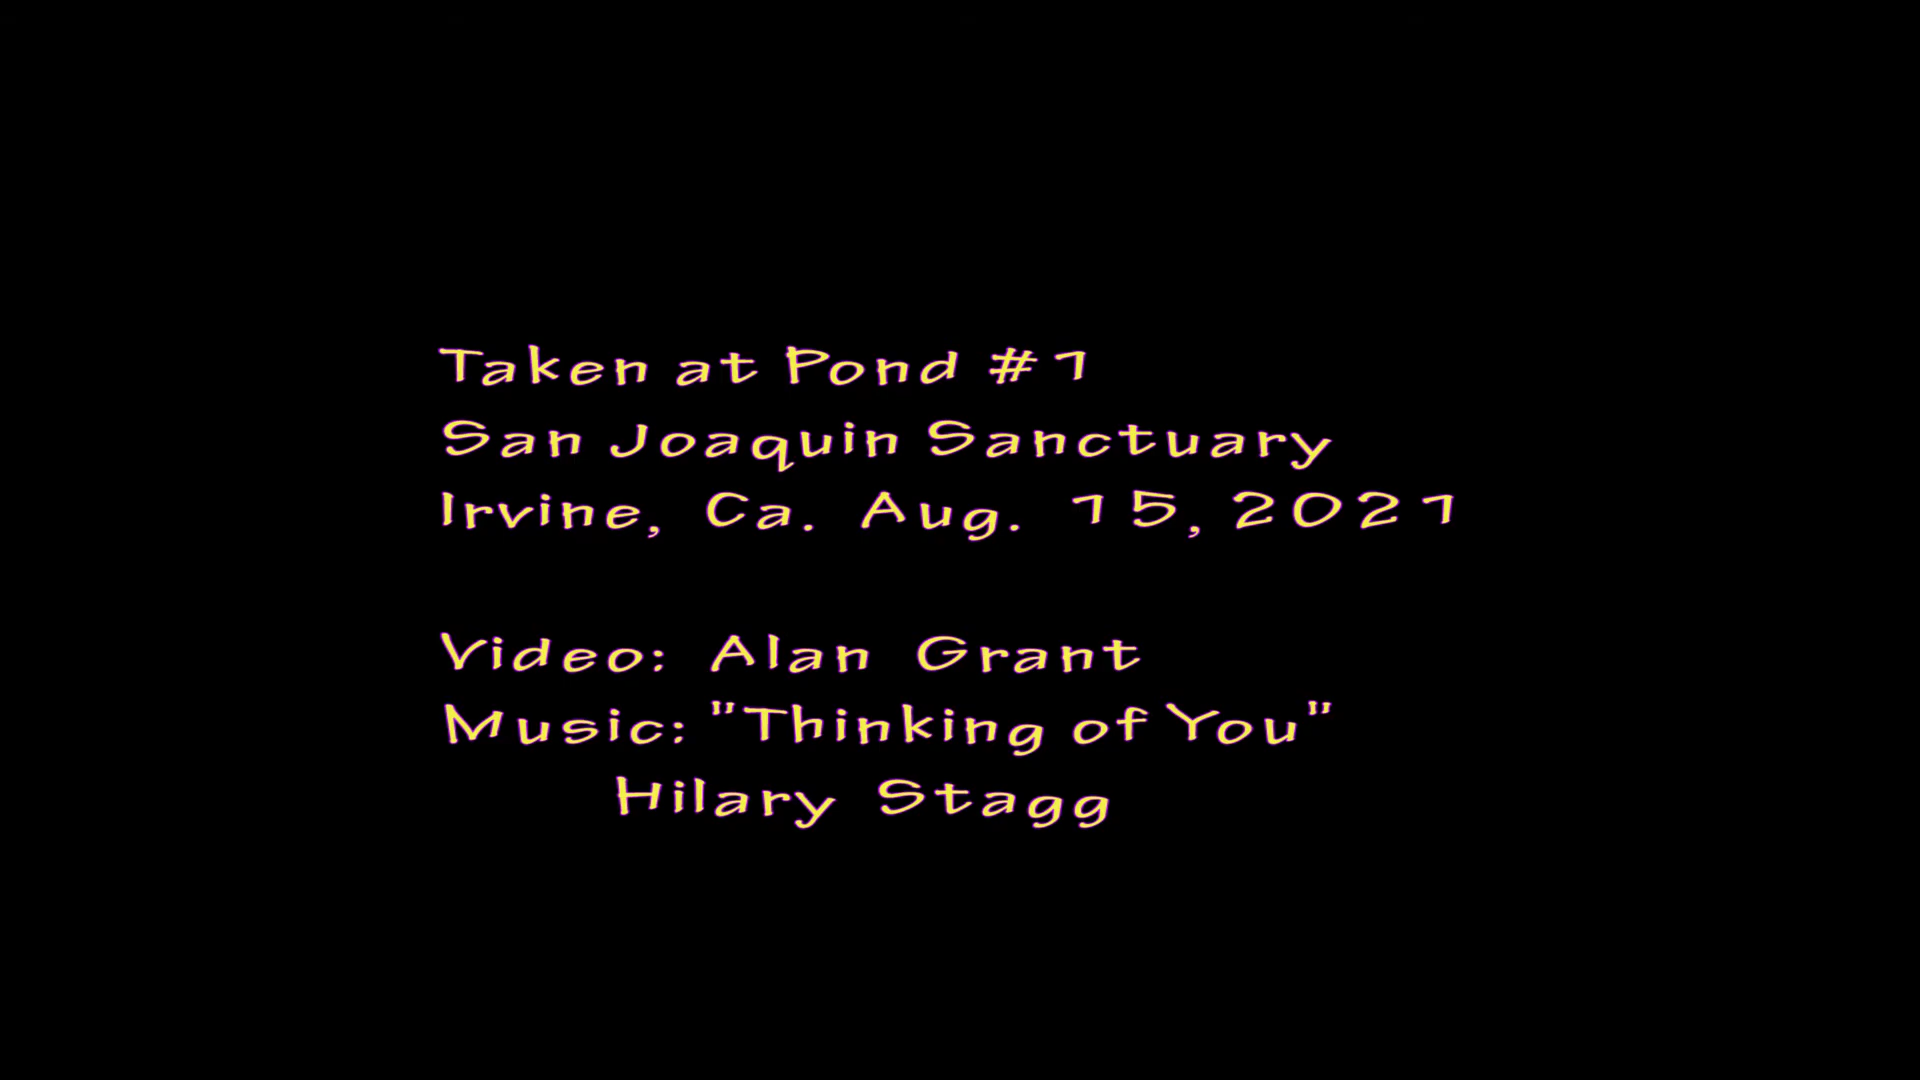 Taken at Pond #1
San Joaquin Sanctuary
Irvine, Ca. Aug. 15, 2021
Video: Alan Grant
Music: "Thinking of You"
Hilary Stagg